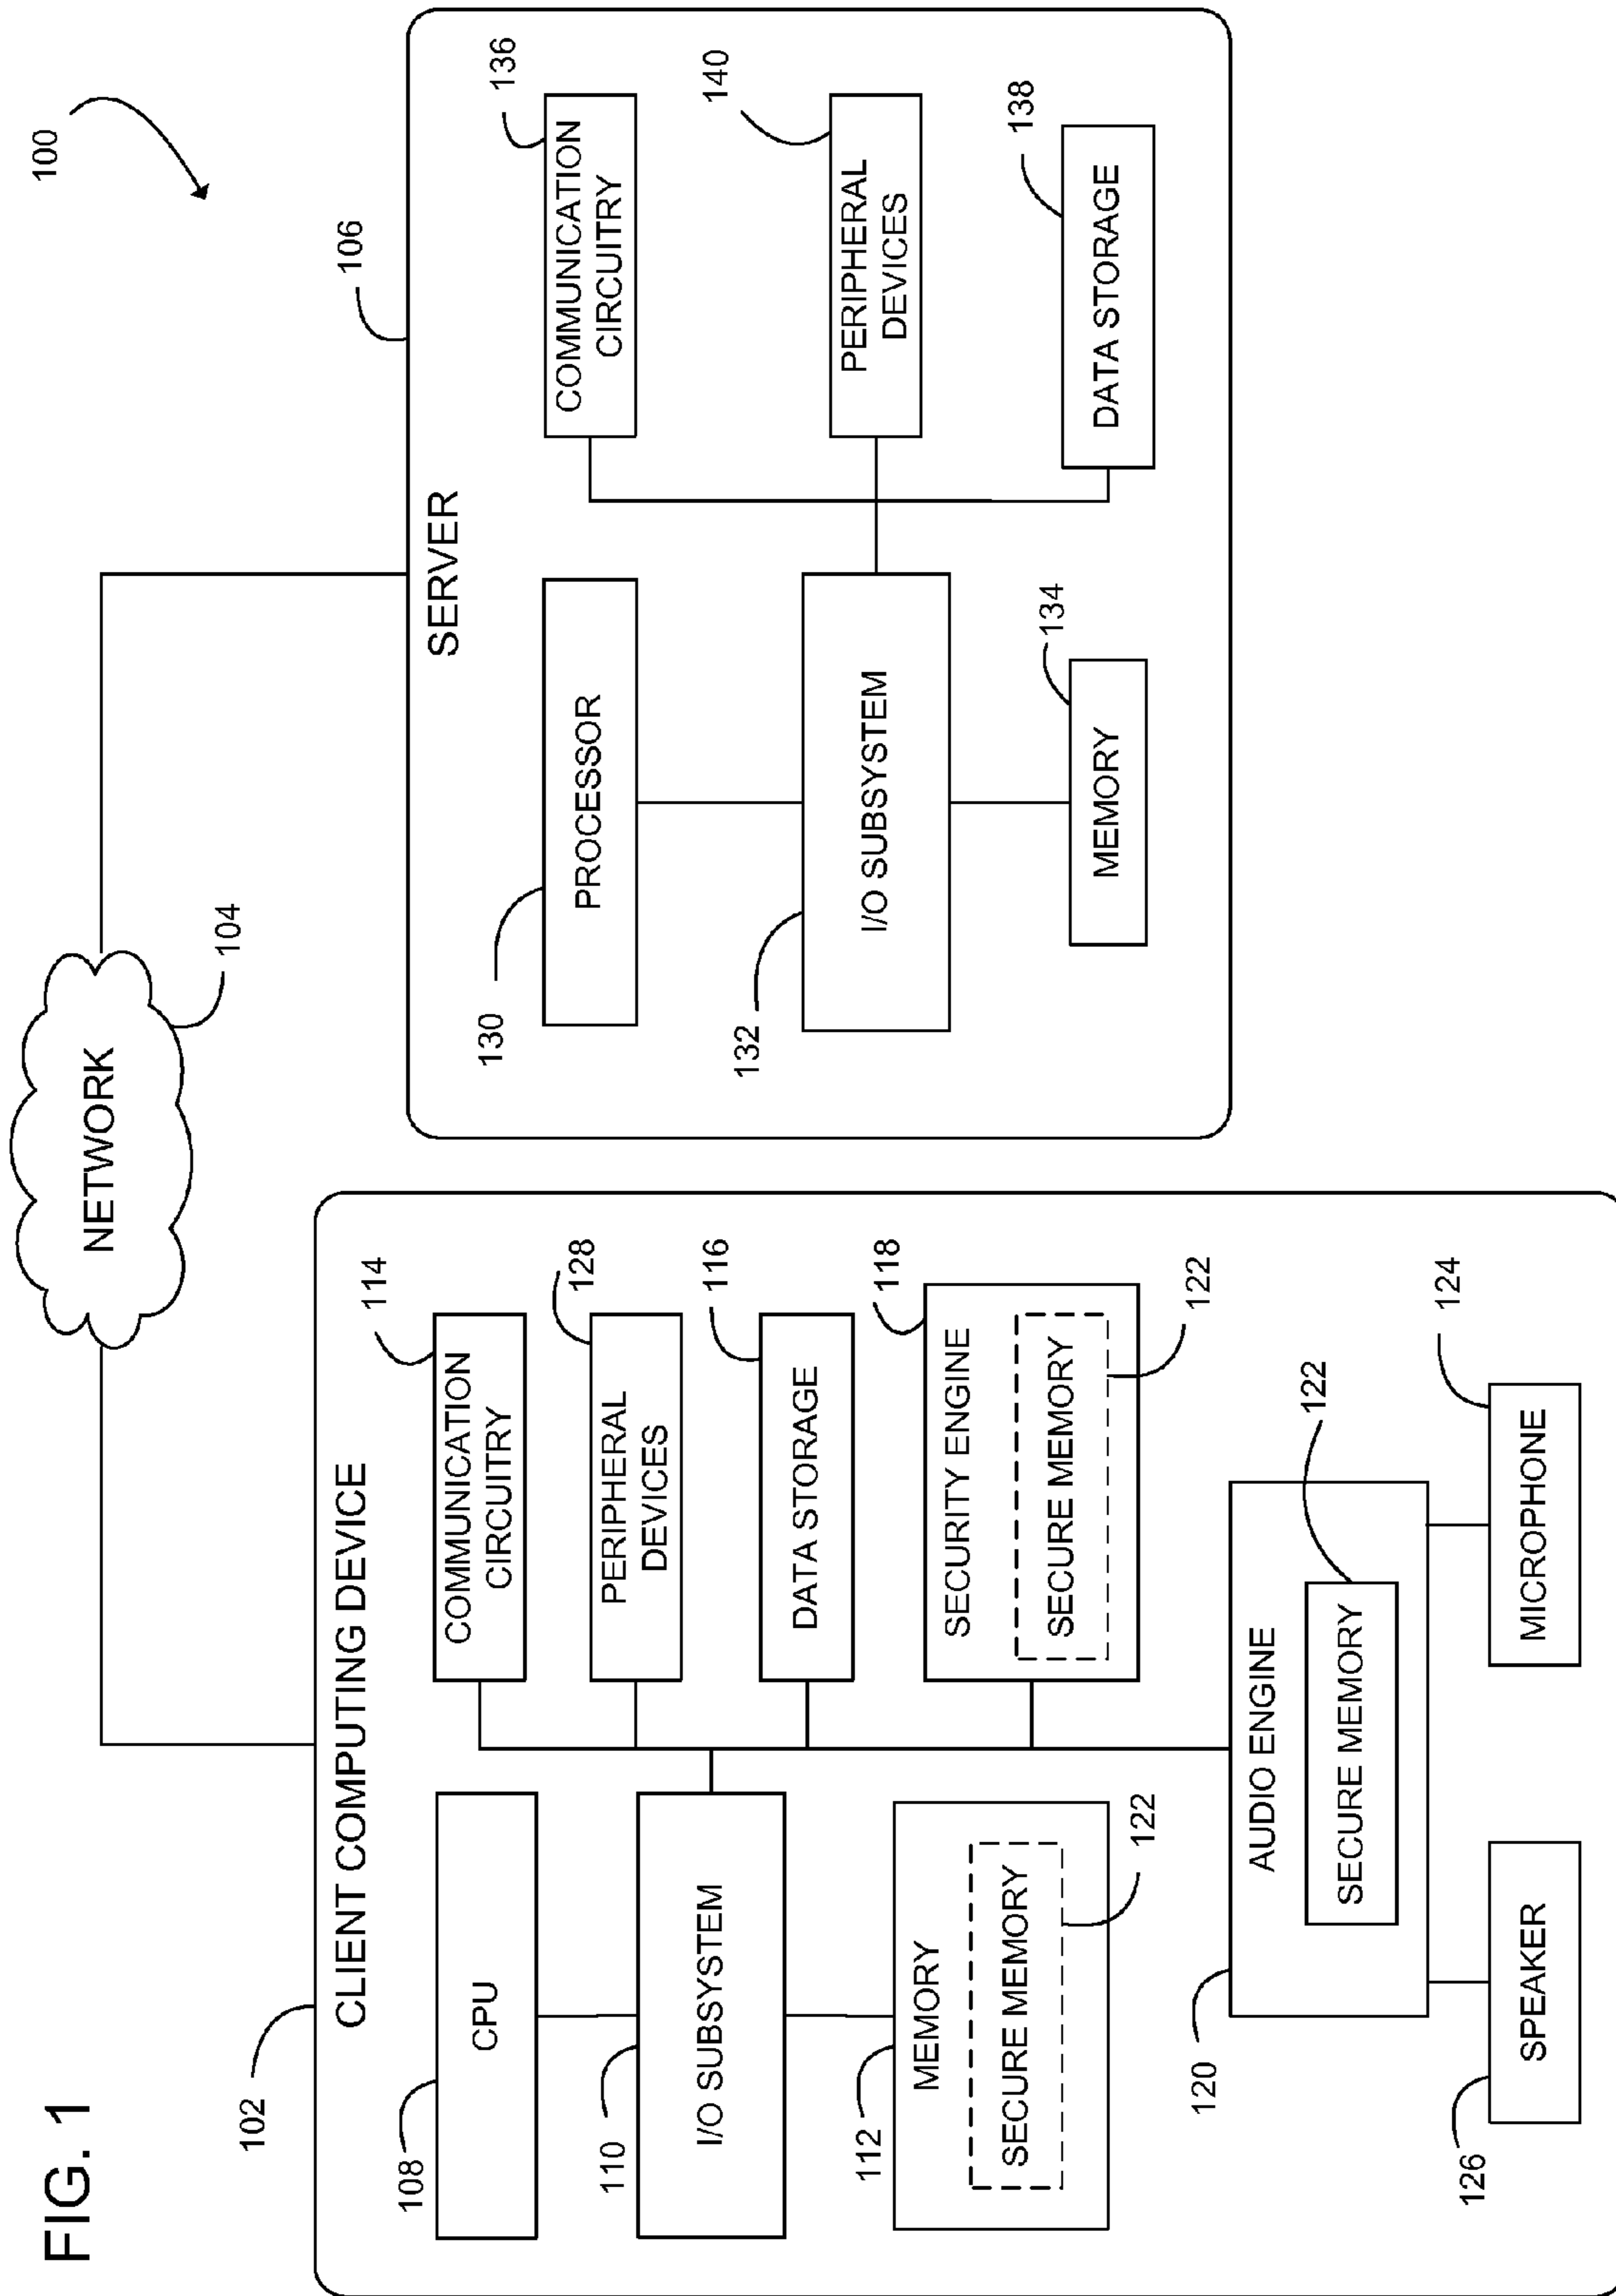 FIG. 1
100
NETWORK
104
102
CLIENT COMPUTING DEVICE
108
CPU
110
I/O SUBSYSTEM
112
MEMORY
SECURE MEMORY
122
COMMUNICATION
CIRCUITRY
114
PERIPHERAL
DEVICES
128
DATA STORAGE
116
SECURITY ENGINE
118
SECURE MEMORY
122
120
AUDIO ENGINE
SECURE MEMORY
122
126
SPEAKER
MICROPHONE
124
106
SERVER
130
PROCESSOR
132
I/O SUBSYSTEM
MEMORY
134
COMMUNICATION
CIRCUITRY
136
PERIPHERAL
DEVICES
140
DATA STORAGE
138